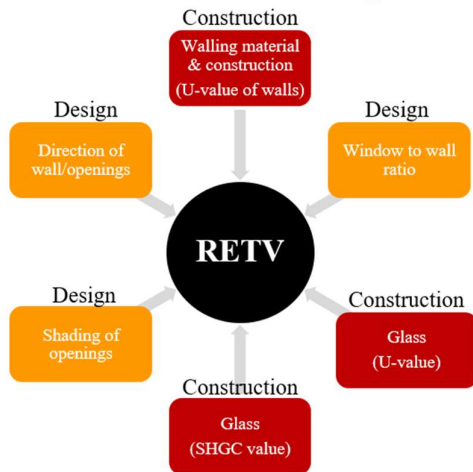 Construction
Walling material
& construction
(U-value of walls)
Design
Direction of
wall/openings
Design
Window to wall
ratio
RETV
Design
Shading of
openings
Construction
Glass
(U-value)
Construction
Glass
(SHGC value)